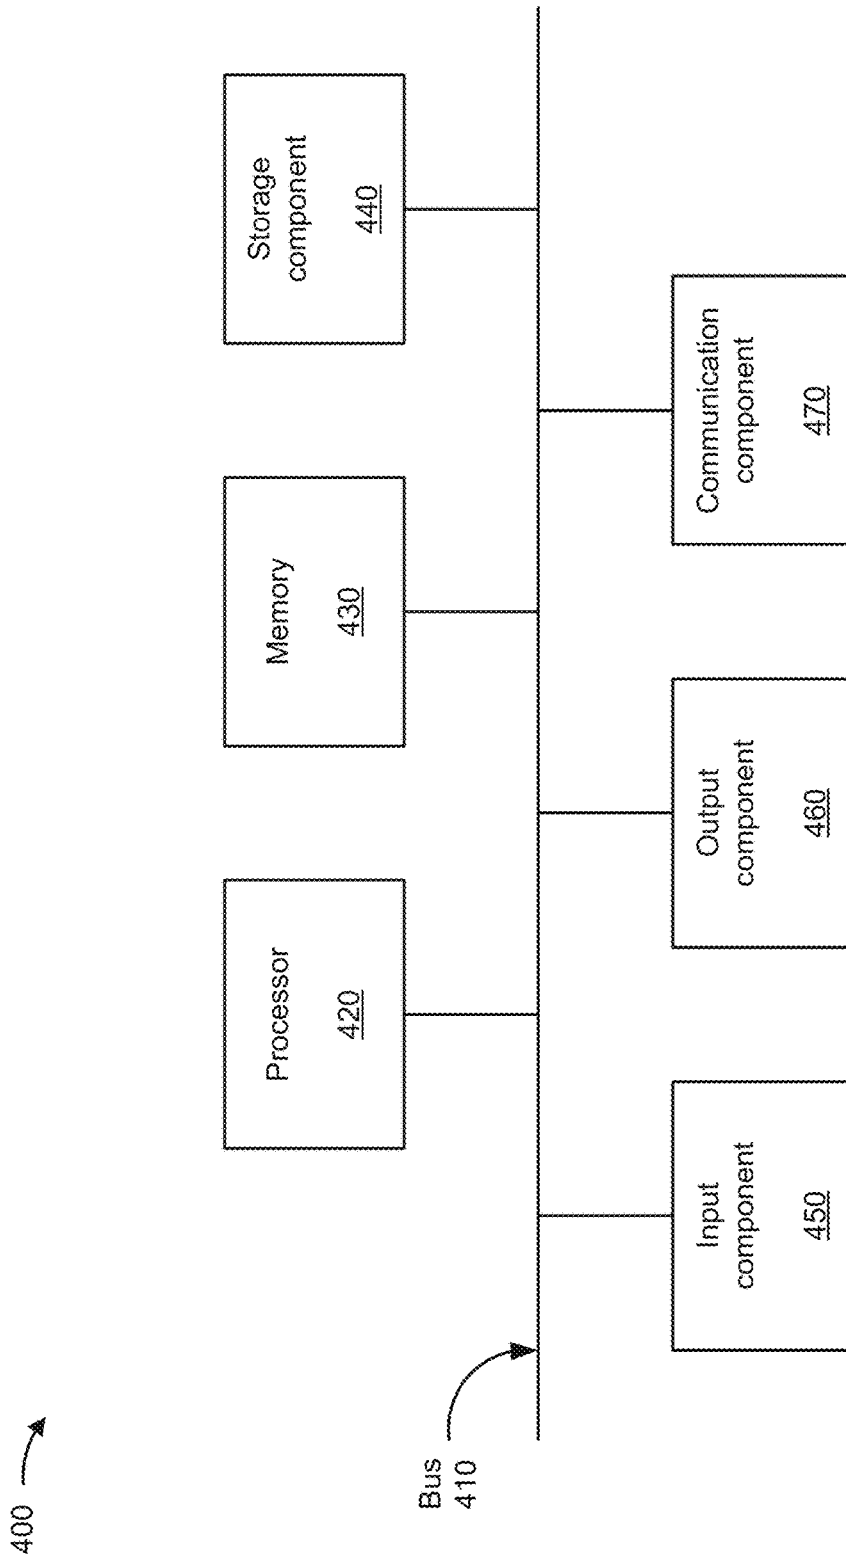 400
Processor
420
Memory
430
Storage
component
440
Bus
410
Input
component
450
Output
component
460
Communication
component
470